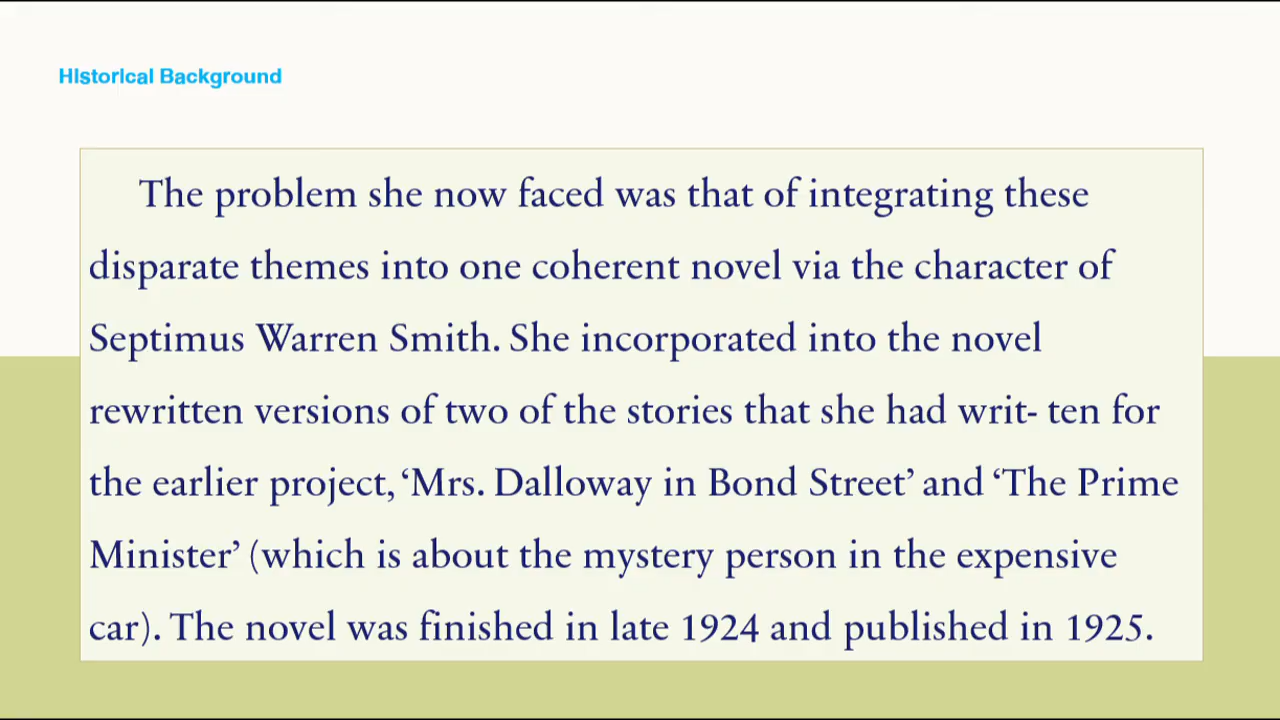 Historical Background
The problem she now faced was that of integrating these
disparate themes into one coherent novel via the character of
Septimus Warren Smith. She incorporated into the novel
rewritten versions of two of the stories that she had writ- ten for
the earlier project, ‘Mrs. Dalloway in Bond Street’ and ‘The Prime
Minister’ (which is about the mystery person in the expensive
car). The novel was finished in late 1924 and published in 1925.